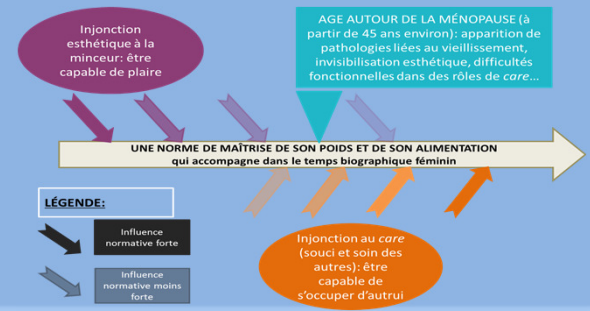 Injonction
esthétique à la
minceur: être
capable de plaire
AGE AUTOUR DE LA MÉNOPAUSE (à
partir de 45 ans environ): apparition de
pathologies liées au vieillissement,
invisibilisation esthétique, difficultés
fonctionnelles dans des rôles de care...
UNE NORME DE MAÎTRISE DE SON POIDS ET DE SON ALIMENTATION
qui accompagne dans le temps biographique féminin
LÉGENDE:
Influence
normative forte
Influence
normative moins
forte
Injonction au care
(souci et soin des
autres): être
capable de
s'occuper d'autrui